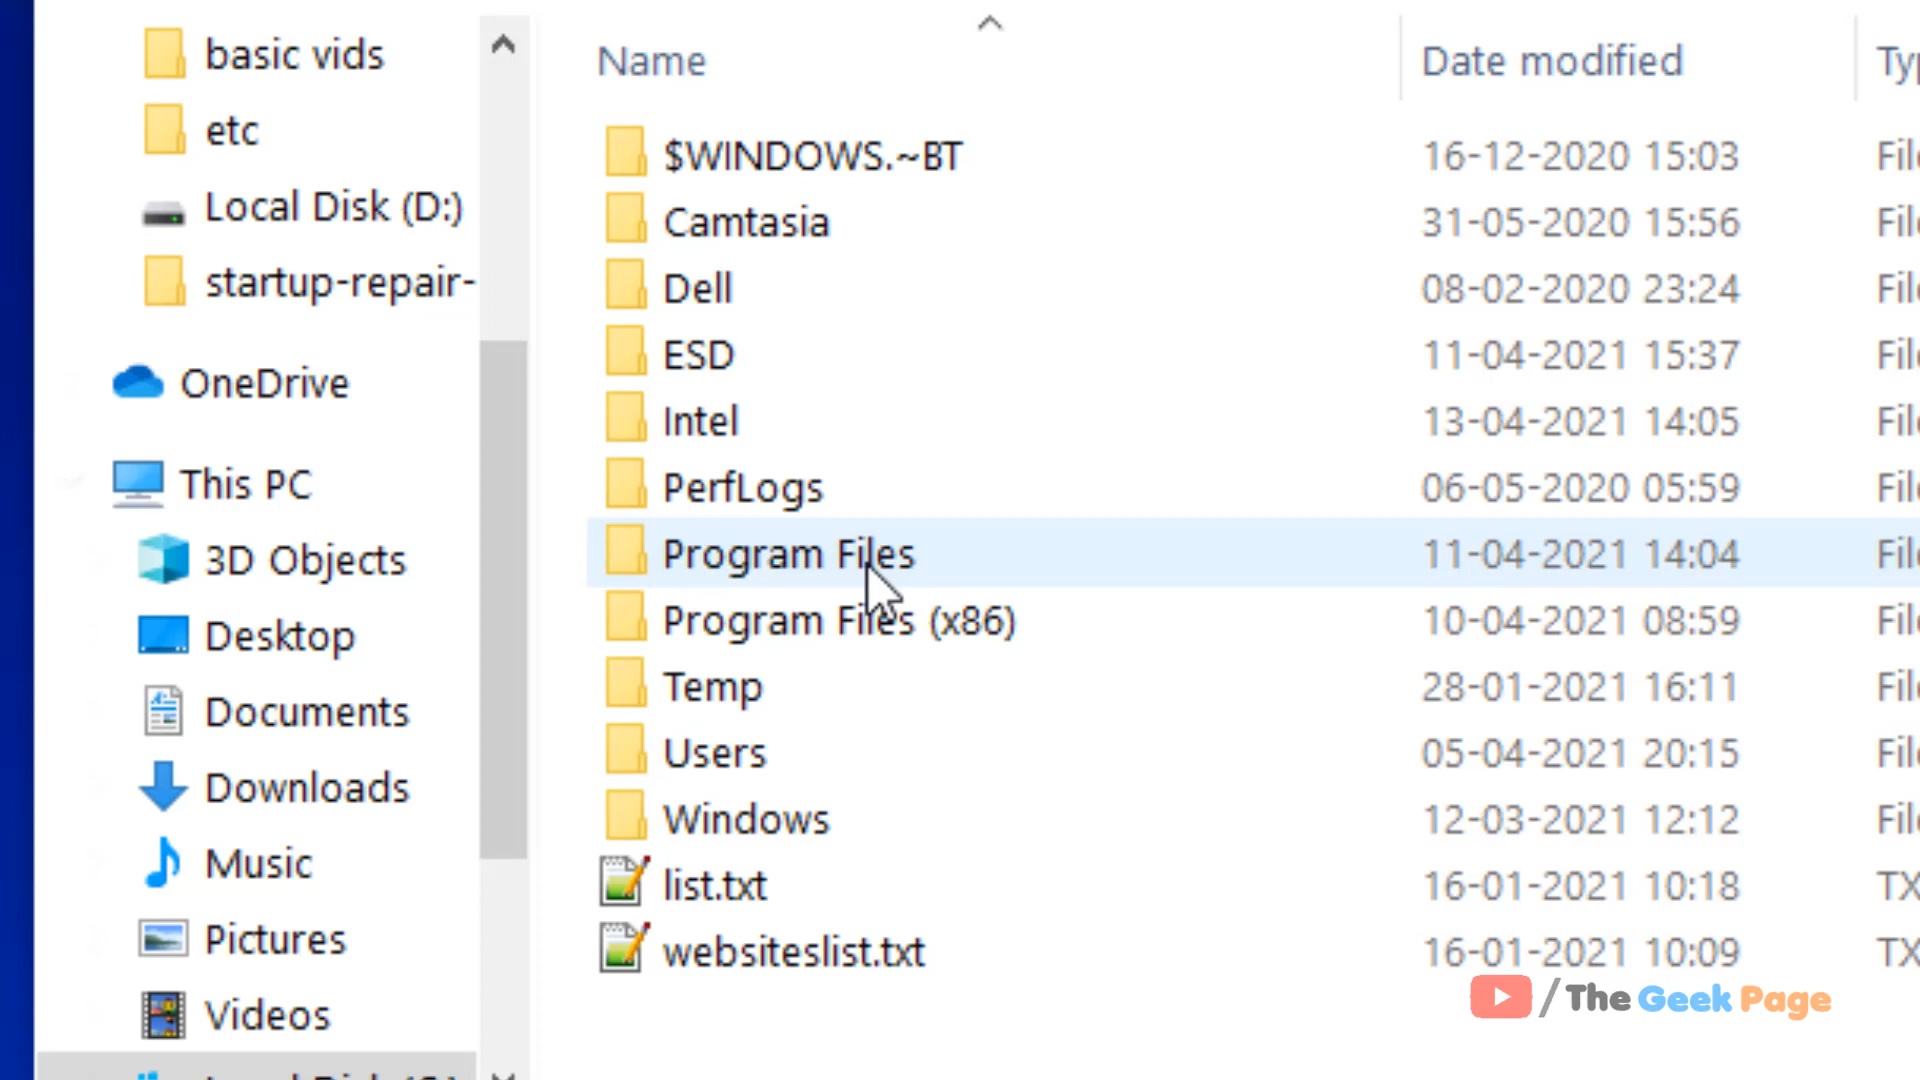 basic vids
etc
Local Disk (D:)
startup-repair-
OneDrive
This PC
3D Objects
Desktop
Documents
Downloads
Music
Pictures
Videos
Name Date modified
$WINDOWS.~BT 16-12-2020 15:03
Camtasia 31-05-2020 15:56
Dell 08-02-2020 23:24
ESD 11-04-2021 15:37
Intel 13-04-2021 14:05
PerfLogs 06-05-2020 05:59
Program Files 11-04-2021 14:04
Program Files (x86) 10-04-2021 08:59
Temp 28-01-2021 16:11
Users 05-04-2021 20:15
Windows 12-03-2021 12:12
list.txt 16-01-2021 10:18 TX
websiteslist.txt 16-01-2021 10:09 TX
/The Geek Page